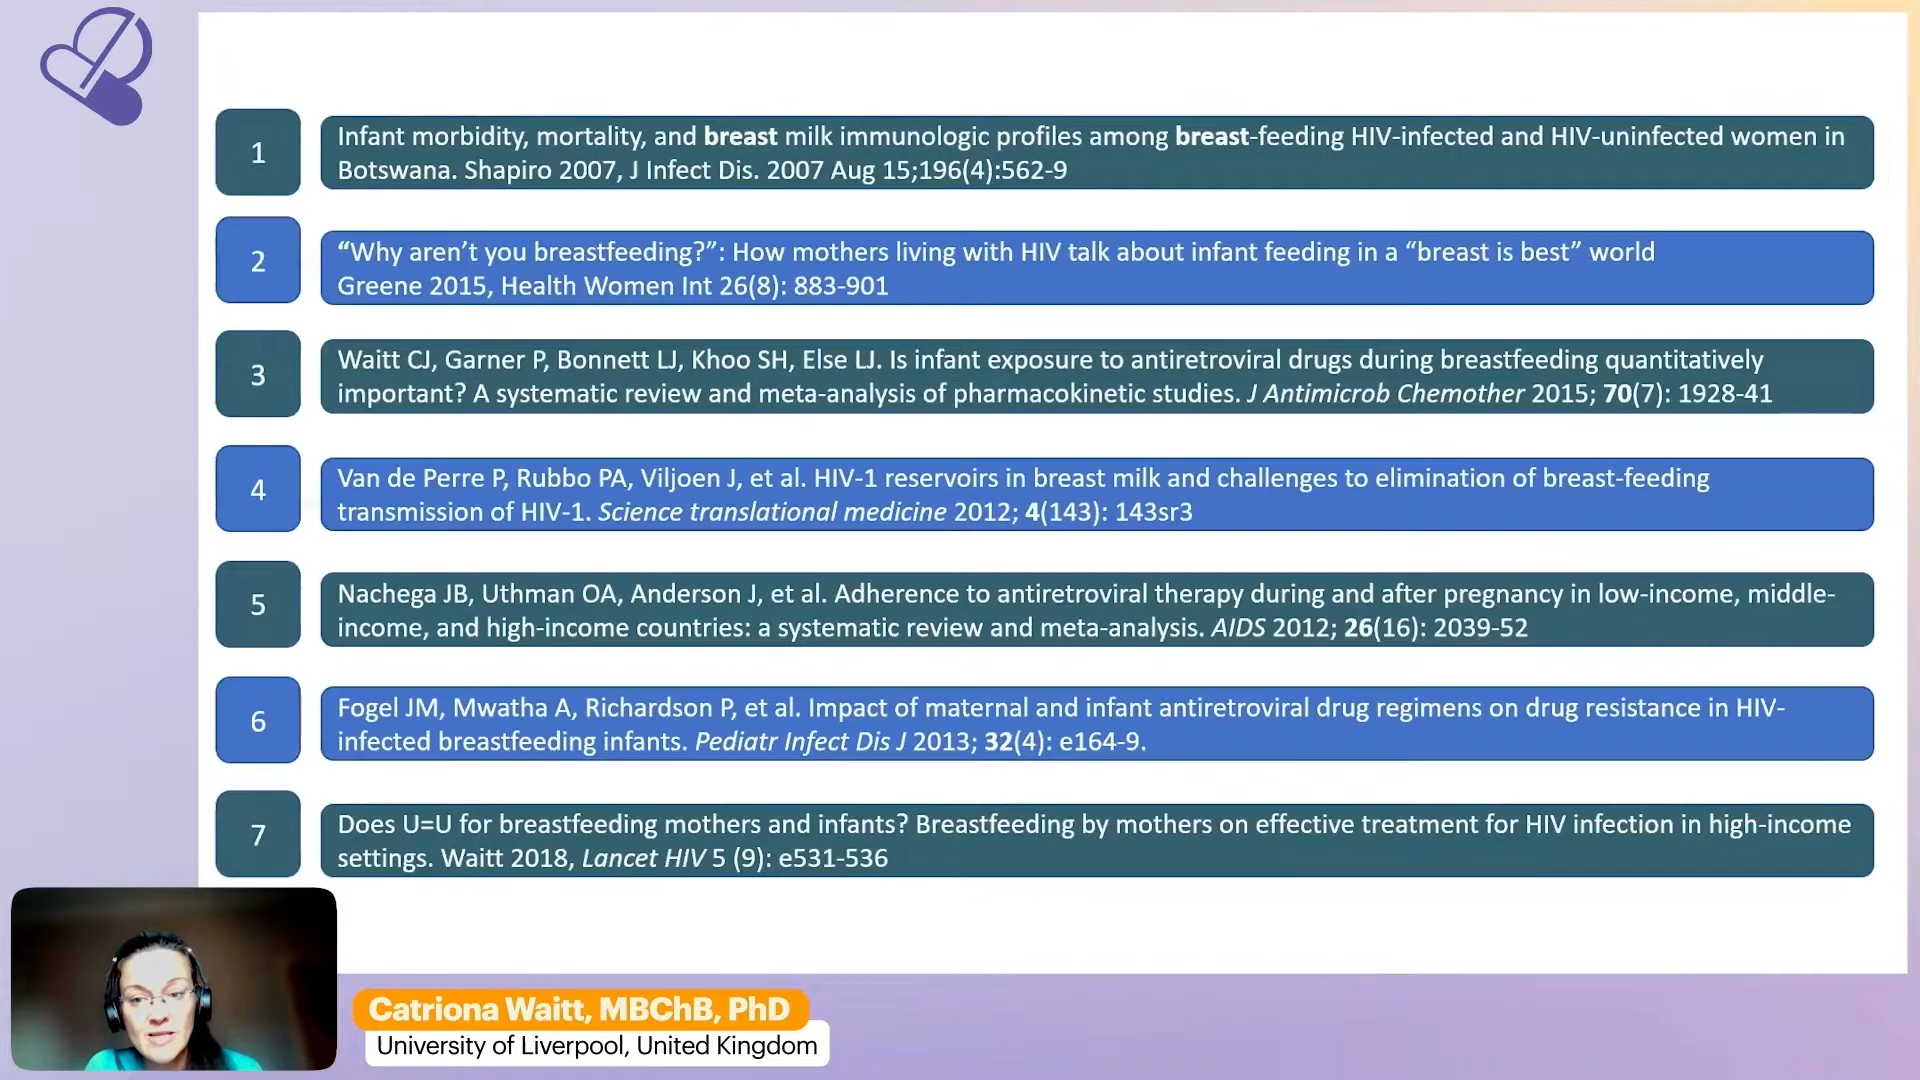 1
Infant morbidity, mortality, and breast milk immunologic profiles among breast-feeding HIV-infected and HIV-uninfected women in
Botswana. Shapiro 2007, J Infect Dis. 2007 Aug 15;196(4):562-9
2
“Why aren’t you breastfeeding?”: How mothers living with HIV talk about infant feeding in a “breast is best” world
Greene 2015, Health Women Int 26(8): 883-901
3
Waitt CJ, Garner P, Bonnett LJ, Khoo SH, Else LJ. Is infant exposure to antiretroviral drugs during breastfeeding quantitatively
important? A systematic review and meta-analysis of pharmacokinetic studies. J Antimicrob Chemother 2015; 70(7): 1928-41
4
Van de Perre P, Rubbo PA, Viljoen J, et al. HIV-1 reservoirs in breast milk and challenges to elimination of breast-feeding
transmission of HIV-1. Science translational medicine 2012; 4(143): 143sr3
5
Nachega JB, Uthman OA, Anderson J, et al. Adherence to antiretroviral therapy during and after pregnancy in low-income, middle-
income, and high-income countries: a systematic review and meta-analysis. AIDS 2012; 26(16): 2039-52
6
Fogel JM, Mwatha A, Richardson P, et al. Impact of maternal and infant antiretroviral drug regimens on drug resistance in HIV-
infected breastfeeding infants. Pediatr Infect Dis J 2013; 32(4): e164-9.
7
Does U=U for breastfeeding mothers and infants? Breastfeeding by mothers on effective treatment for HIV infection in high-income
settings. Waitt 2018, Lancet HIV 5 (9): e531-536
Catriona Waitt, MBChB, PhD
University of Liverpool, United Kingdom